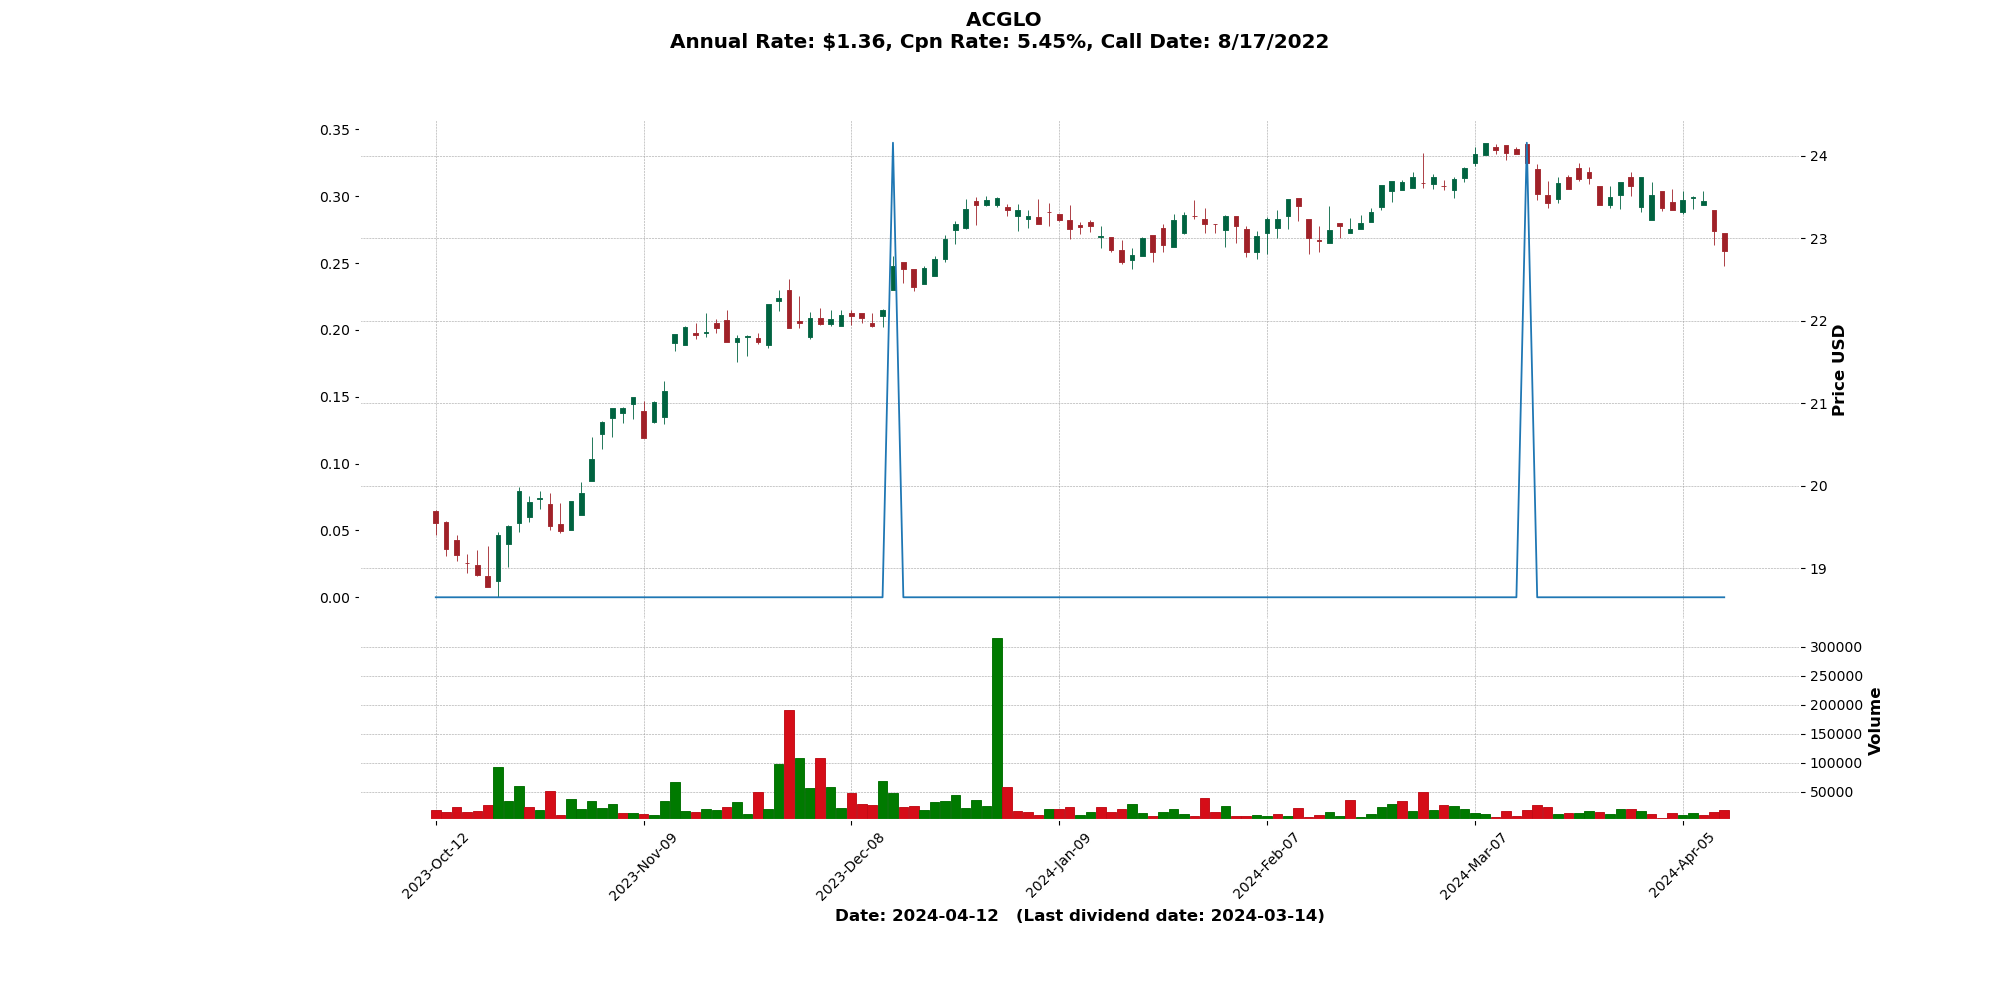 ACGLO
Annual Rate: $1.36, Cpn Rate: 5.45%, Call Date: 8/17/2022
0.35
0.30
0.25
0.20
0.15
0.10
0.05
0.00
24
23
22
21
20
19
Price USD
300000
250000
200000
150000
100000
50000
Volume
2023-Oct-12
2023-Nov-09
2023-Dec-08
2024-Jan-09
2024-Feb-07
2024-Mar-07
2024-Apr-05
Date: 2024-04-12 (Last dividend date: 2024-03-14)